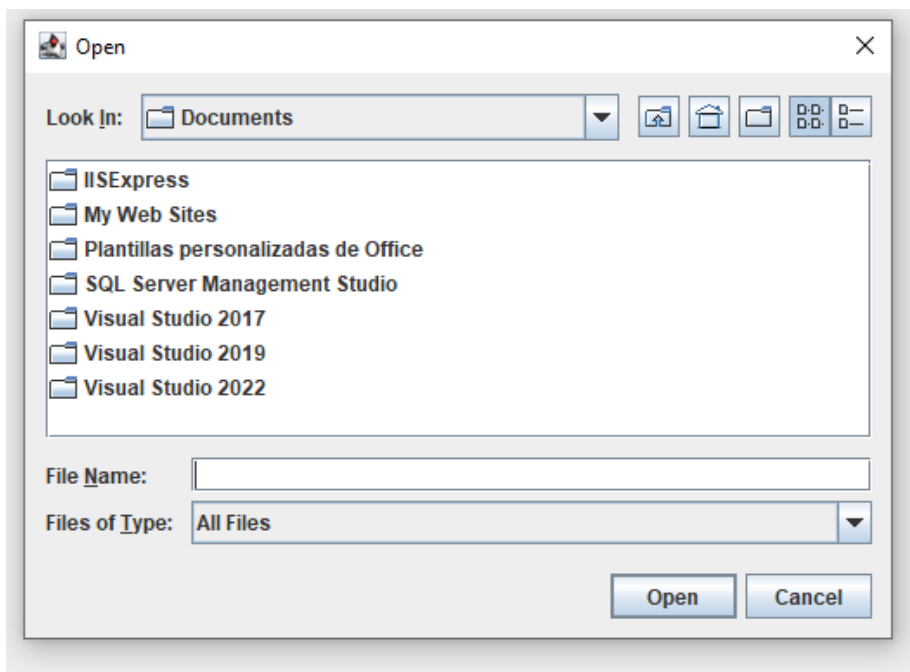 Open
Look In: Documents
IISExpress
My Web Sites
Plantillas personalizadas de Office
SQL Server Management Studio
Visual Studio 2017
Visual Studio 2019
Visual Studio 2022
File Name:
Files of Type: All Files
Open Cancel